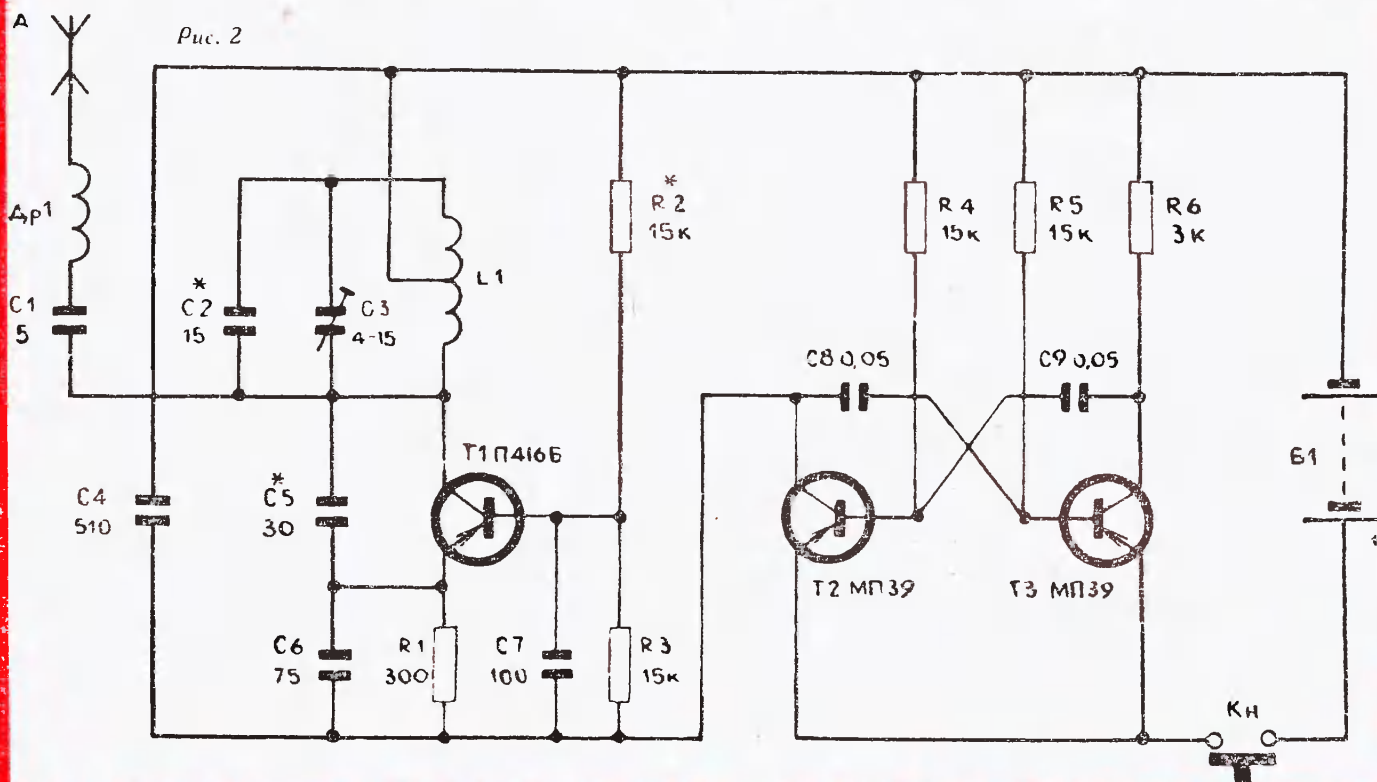 А
Рис. 2
Др1
С1
5
*
С2
15
С3
4-15
L1
*
R2
15к
R4
15к
R5
15к
R6
3к
С8 0,05
С9 0,05
С4
510
*
С5
30
Т1 П416Б
Т2 МП39
Т3 МП39
Б1
С6
75
R1
300
С7
100
R3
15к
Кн